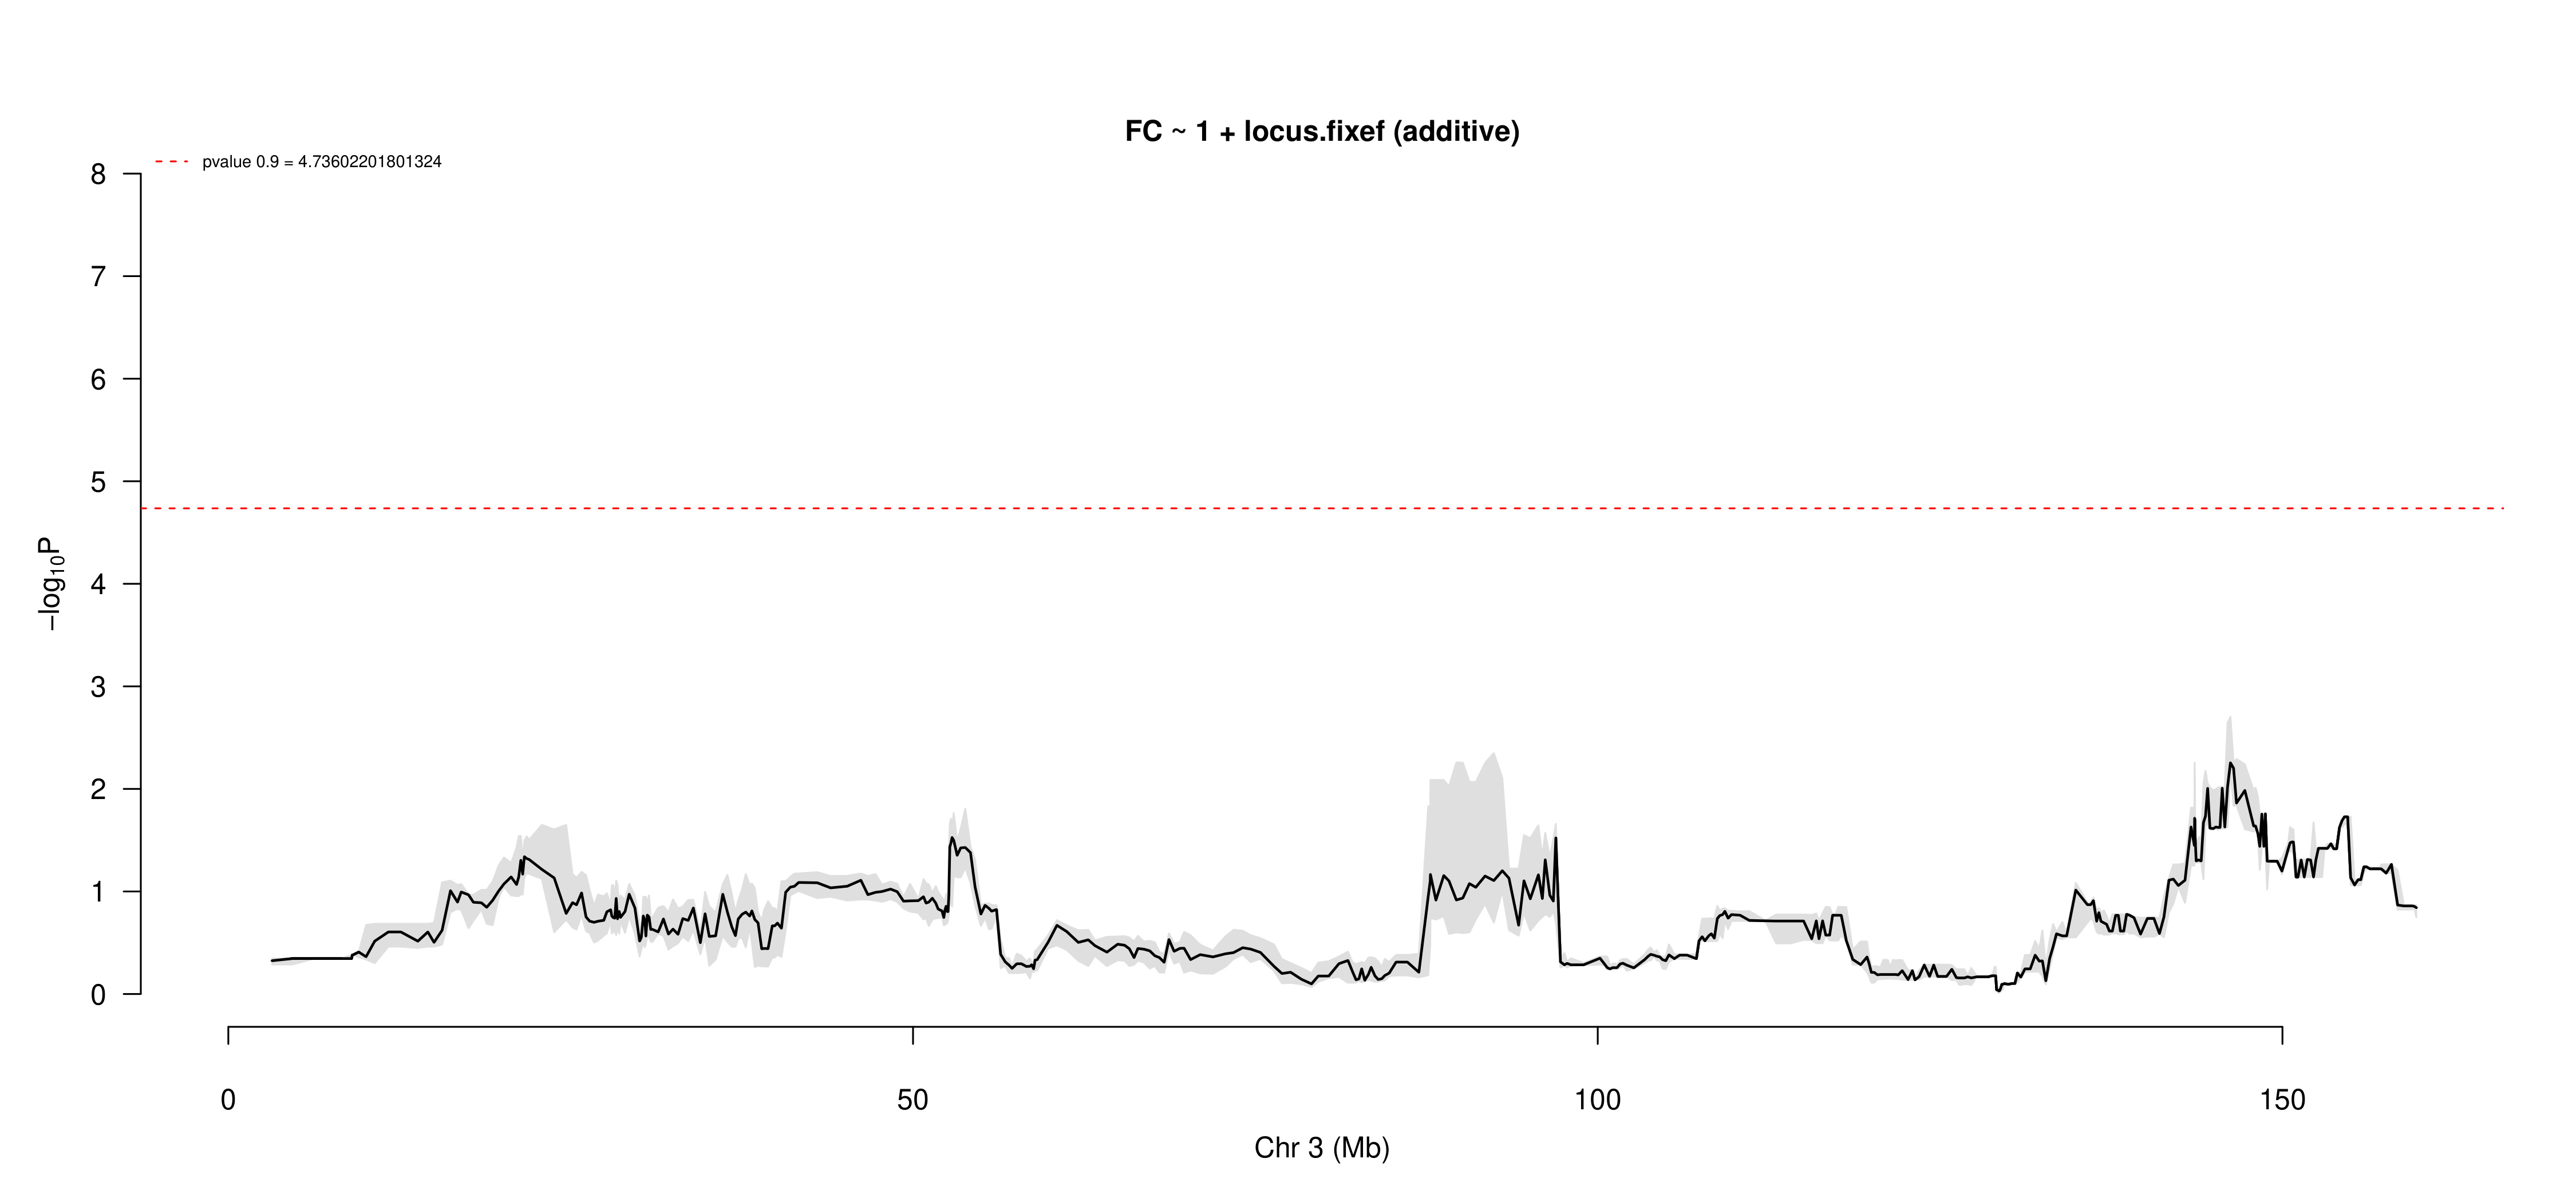 FC ~ 1 + locus.fixef (additive)
pvalue 0.9 = 4.73602201801324
8
7
6
5
4
3
2
1
0
−log10P
0 50 100 150
Chr 3 (Mb)